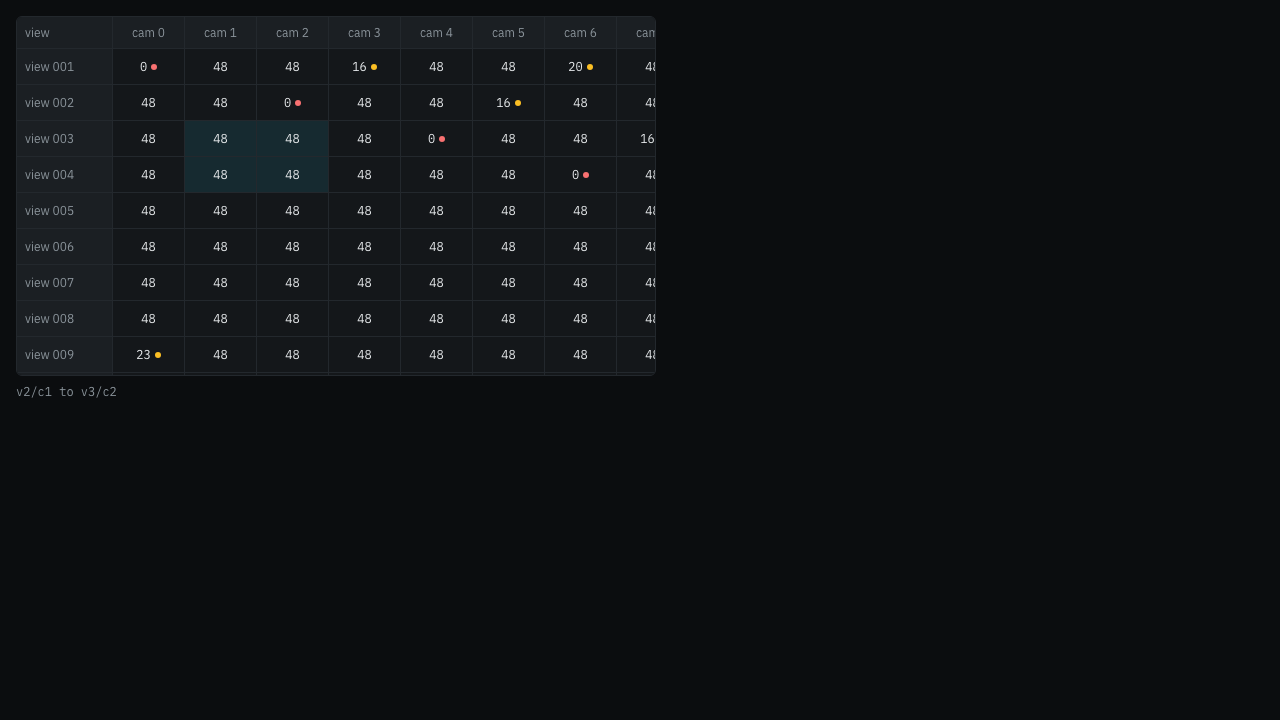 view cam 0 cam 1 cam 2 cam 3 cam 4 cam 5 cam 6
view 001 0 48 48 16 48 48 20
view 002 48 48 0 48 48 16 48
view 003 48 48 48 48 0 48 48 16
view 004 48 48 48 48 48 48 0
view 005 48 48 48 48 48 48 48
view 006 48 48 48 48 48 48 48
view 007 48 48 48 48 48 48 48
view 008 48 48 48 48 48 48 48
view 009 23 48 48 48 48 48 48
v2/c1 to v3/c2